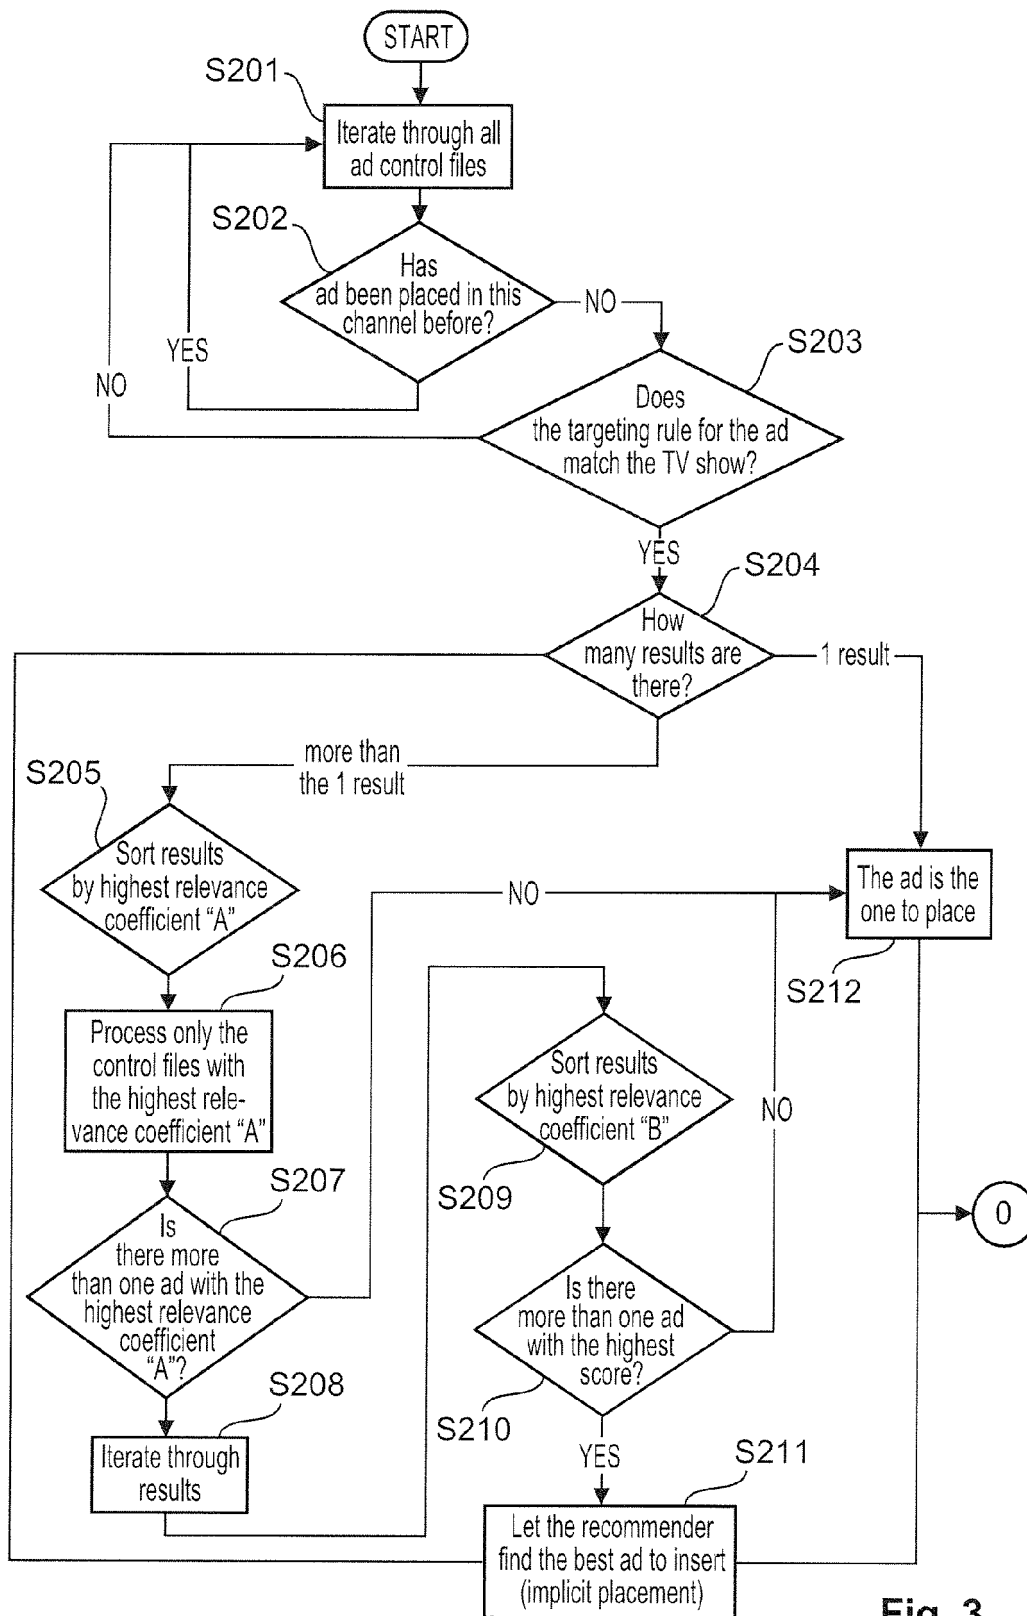 START
S201
Iterate through all
ad control files
S202
Has
ad been placed in this
channel before?
NO
YES
NO
S203
Does
the targeting rule for the ad
match the TV show?
YES
S204
How
many results are
there?
1 result
more than
the 1 result
S205
Sort results
by highest relevance
coefficient “A”
NO
The ad is the
one to place
S212
S206
Process only the
control files with
the highest rele-
vance coefficient “A”
Sort results
by highest relevance
coefficient “B”
S209
NO
S207
Is
there more
than one ad with the
highest relevance
coefficient
“A”?
0
Is there
more than one ad
with the highest
score?
S210
S208
Iterate through
results
YES
S211
Let the recommender
find the best ad to insert
(implicit placement)
Fig. 3